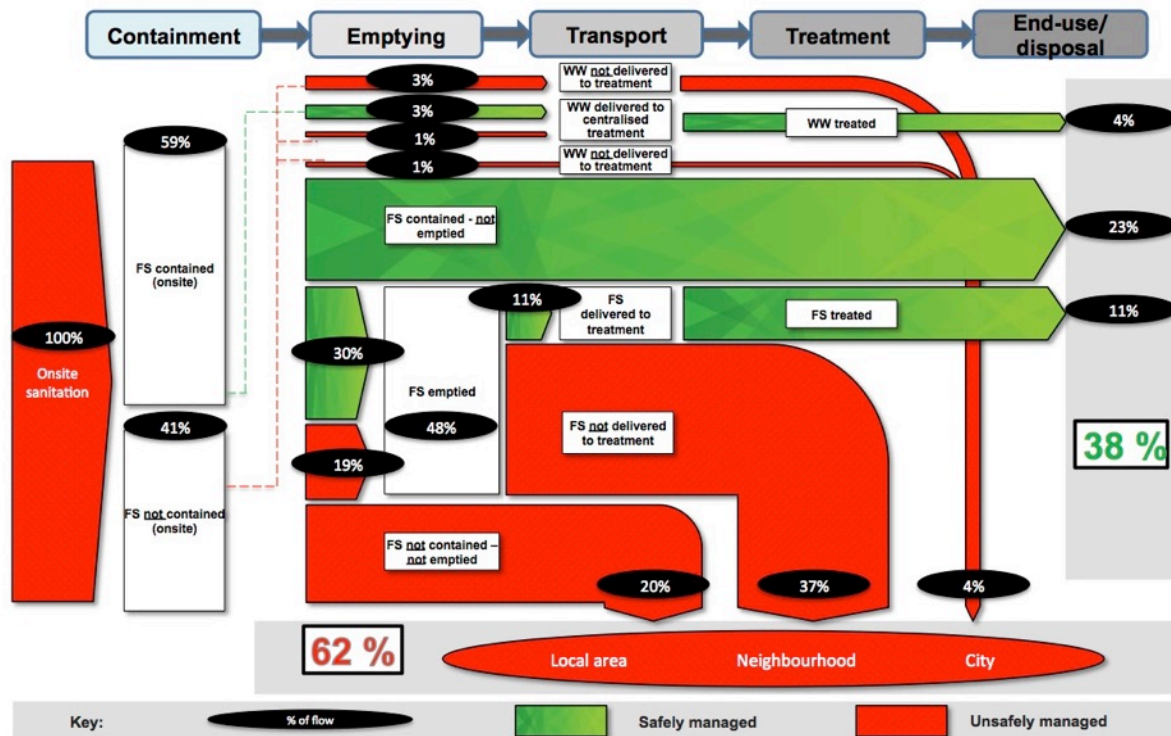 Containment
Emptying
Transport
Treatment
End-use/
disposal
3%
WW not delivered
to treatment
3%
WW delivered to
centralised
treatment
WW treated
4%
1%
1%
WW not delivered
to treatment
59%
FS contained
(onsite)
FS contained - not
emptied
23%
100%
Onsite
sanitation
30%
FS emptied
48%
11%
FS
delivered to
treatment
FS treated
11%
41%
FS not contained
(onsite)
19%
FS not delivered
to treatment
38 %
FS not contained –
not emptied
20%
37%
4%
62 %
Local area
Neighbourhood
City
Key:
% of flow
Safely managed
Unsafely managed